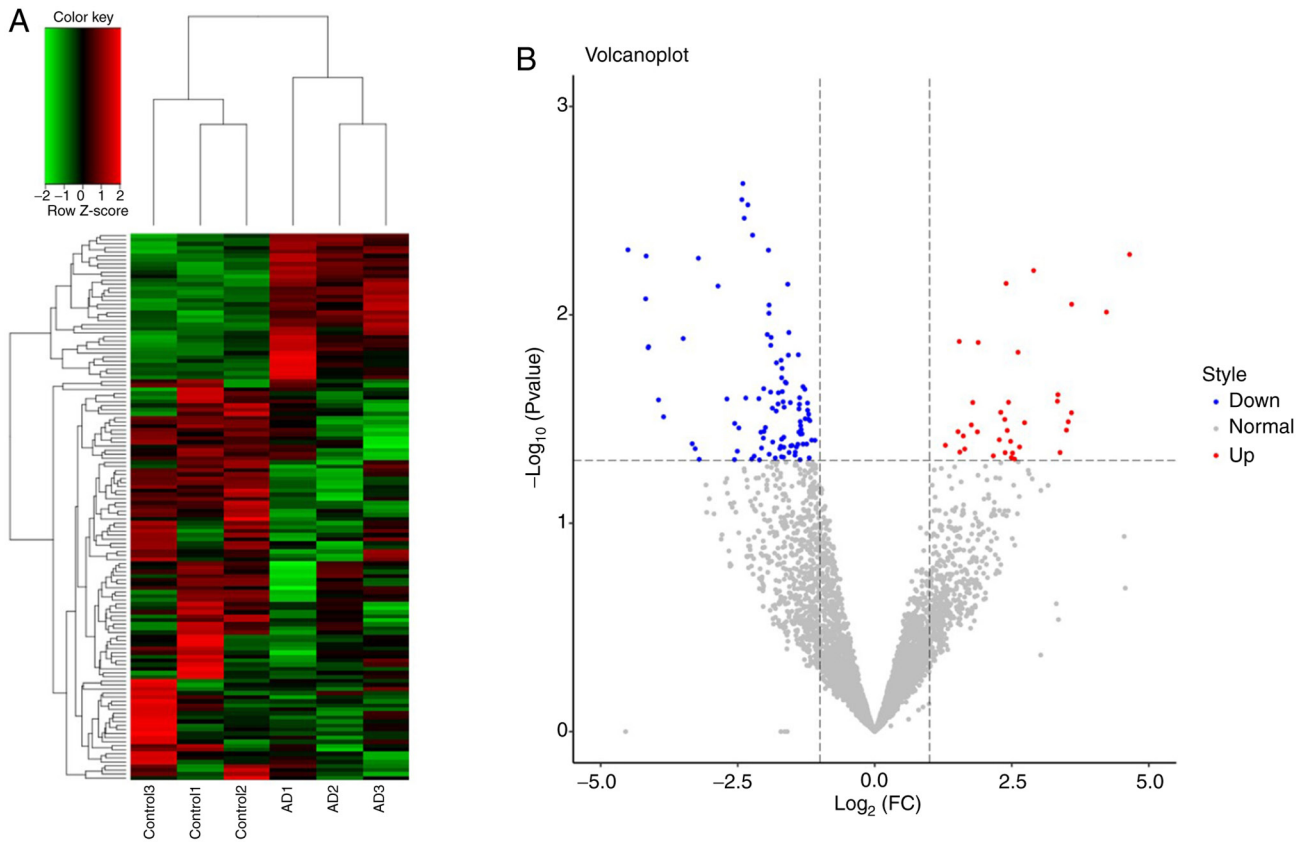 A
Color key
−2 −1 0 1 2
Row Z-score
Control3
Control1
Control2
AD1
AD2
AD3
B
Volcanoplot
3
2
1
0
−Log10 (Pvalue)
−5.0
−2.5
0.0
2.5
5.0
Log2 (FC)
Style
Down
Normal
Up